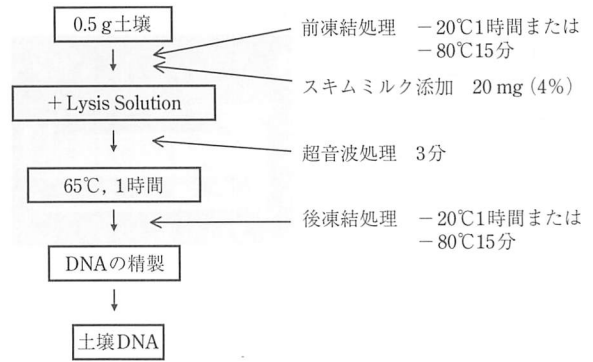 0.5 g土壌
前凍結処理 −20℃1時間または
−80℃15分
スキムミルク添加 20 mg (4%)
+Lysis Solution
超音波処理 3分
65℃, 1時間
後凍結処理 −20℃1時間または
−80℃15分
DNAの精製
土壌DNA